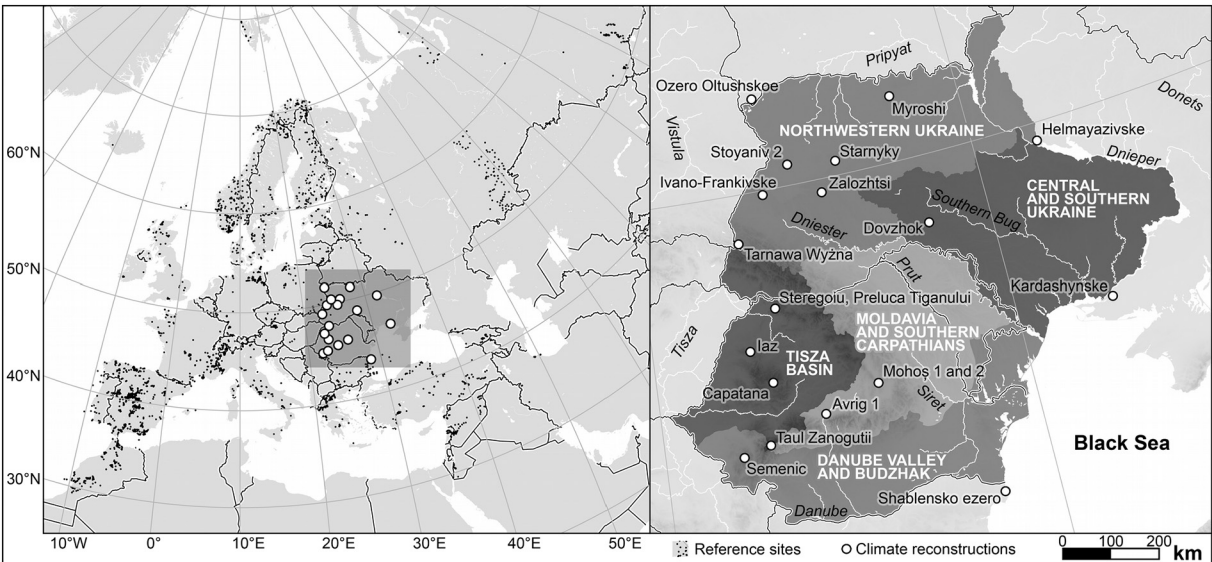 60°N
50°N
40°N
30°N
10°W
0°
10°E
20°E
30°E
40°E
50°E
Pripyat
Ozero Oltushskoe
Myroshi
Donets
Vistula
NORTHWESTERN UKRAINE
Helmayazivske
Stoyaniv 2
Starnyky
Dnieper
Ivano-Frankivske
Zalozhtsi
CENTRAL
AND SOUTHERN
UKRAINE
Southern Bug
Dniester
Dovzhok
Tarnawa Wyżna
Prut
Kardashynske
Steregoiu, Preluca Tiganului
MOLDAVIA
AND SOUTHERN
CARPATHIANS
Tisza
Iaz
TISZA
BASIN
Mohoș 1 and 2
Capatana
Siret
Avrig 1
Taul Zanogutii
Black Sea
Semenic
DANUBE VALLEY
AND BUDZHAK
Shablensko ezero
Danube
Reference sites
Climate reconstructions
0 100 200
km